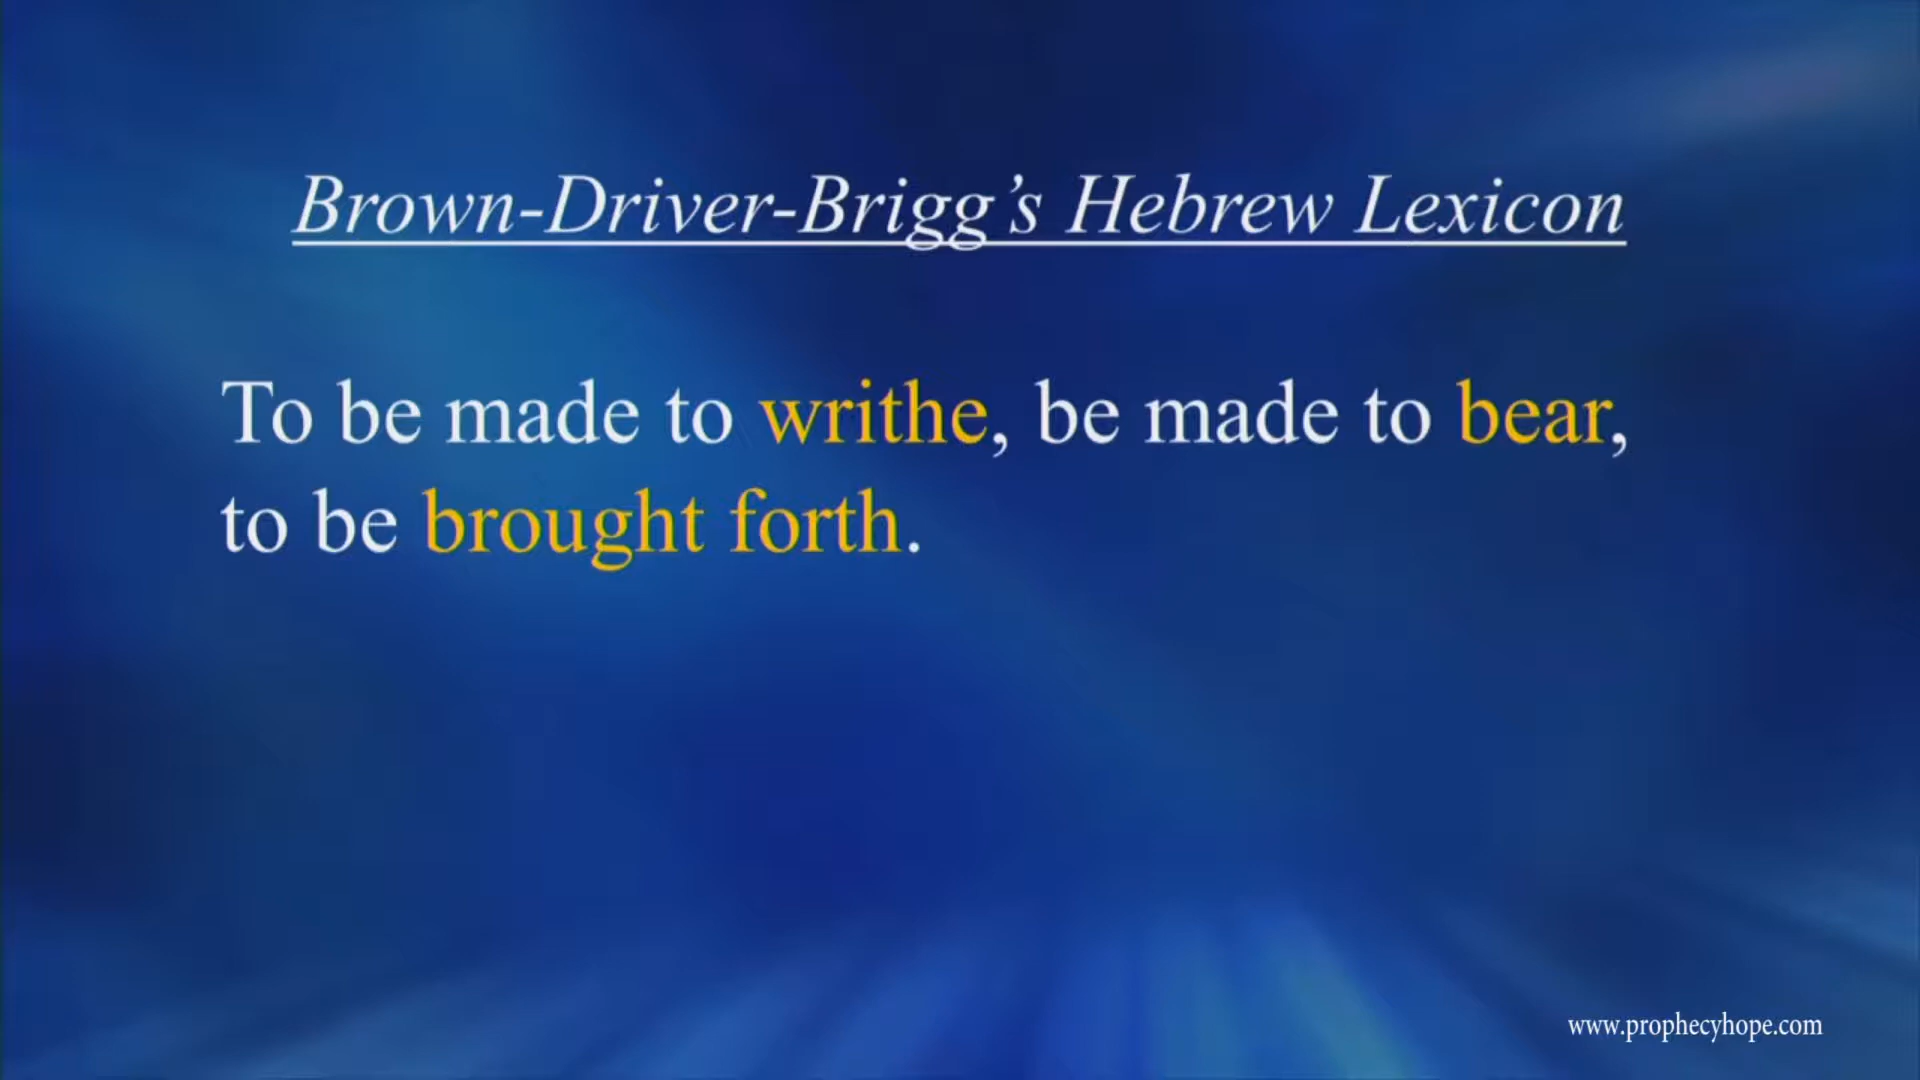 Brown-Driver-Brigg’s Hebrew Lexicon
To be made to writhe, be made to bear,
to be brought forth.
www.prophecyhope.com